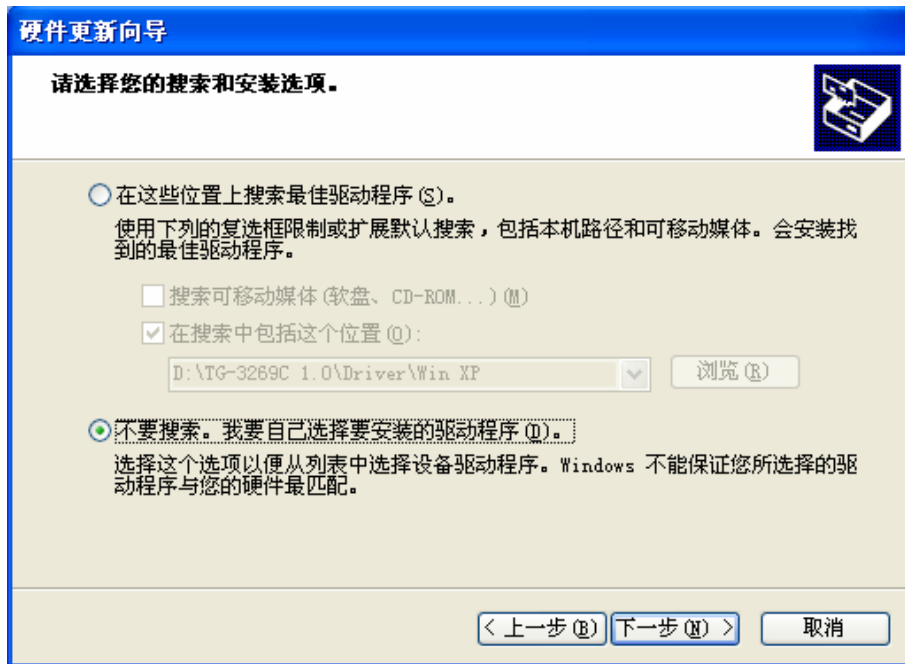 硬件更新向导
请选择您的搜索和安装选项。
在这些位置上搜索最佳驱动程序(S)。
使用下列的复选框限制或扩展默认搜索，包括本机路径和可移动媒体。会安装找
到的最佳驱动程序。
搜索可移动媒体(软盘、CD-ROM...)(M)
在搜索中包括这个位置(O):
D:\TG-3269C 1.0\Driver\Win XP
浏览(R)
不要搜索。我要自己选择要安装的驱动程序(D)。
选择这个选项以便从列表中选择设备驱动程序。Windows 不能保证您所选择的驱
动程序与您的硬件最匹配。
< 上一步(B) 下一步(N) > 取消